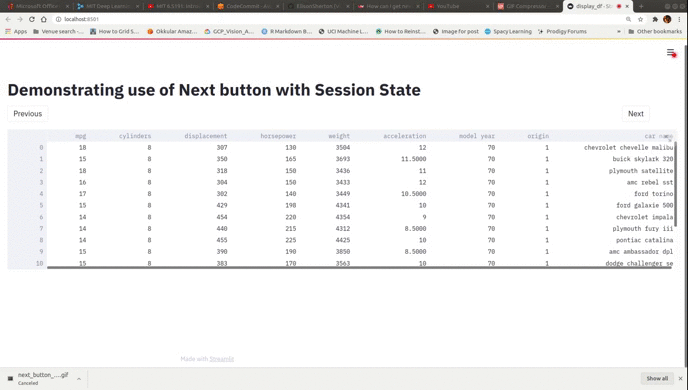 Microsoft Offic
MIT Deep Learni
MIT 6.S191: Intr
CodeCommit - A
How can I get ne
YouTube
GIF Compressor
display_df - St
localhost:8501
Apps
Venue search -...
How to Grid S...
Okkular Amaz...
GCP_Vision_A...
R Markdown B...
UCI Machine L...
How to Reinst...
Image for post
Spacy Learning
Prodigy Forums
»
Other bookmarks
Demonstrating use of Next button with Session State
Previous
Next
mpg cylinders displacement horsepower weight acceleration model year origin car name
0 18 8 307 130 3504 12 70 1 chevrolet chevelle malibu
1 15 8 350 165 3693 11.5000 70 1 buick skylark 320
2 18 8 318 150 3436 11 70 1 plymouth satellite
3 16 8 304 150 3433 12 70 1 amc rebel sst
4 17 8 302 140 3449 10.5000 70 1 ford torino
5 15 8 429 198 4341 10 70 1 ford galaxie 500
6 14 8 454 220 4354 9 70 1 chevrolet impala
7 14 8 440 215 4312 8.5000 70 1 plymouth fury iii
8 14 8 455 225 4425 10 70 1 pontiac catalina
9 15 8 390 190 3850 8.5000 70 1 amc ambassador dpl
10 15 8 383 170 3563 10 70 1 dodge challenger se
Made with Streamlit
next_button_....gif
Canceled
Show all